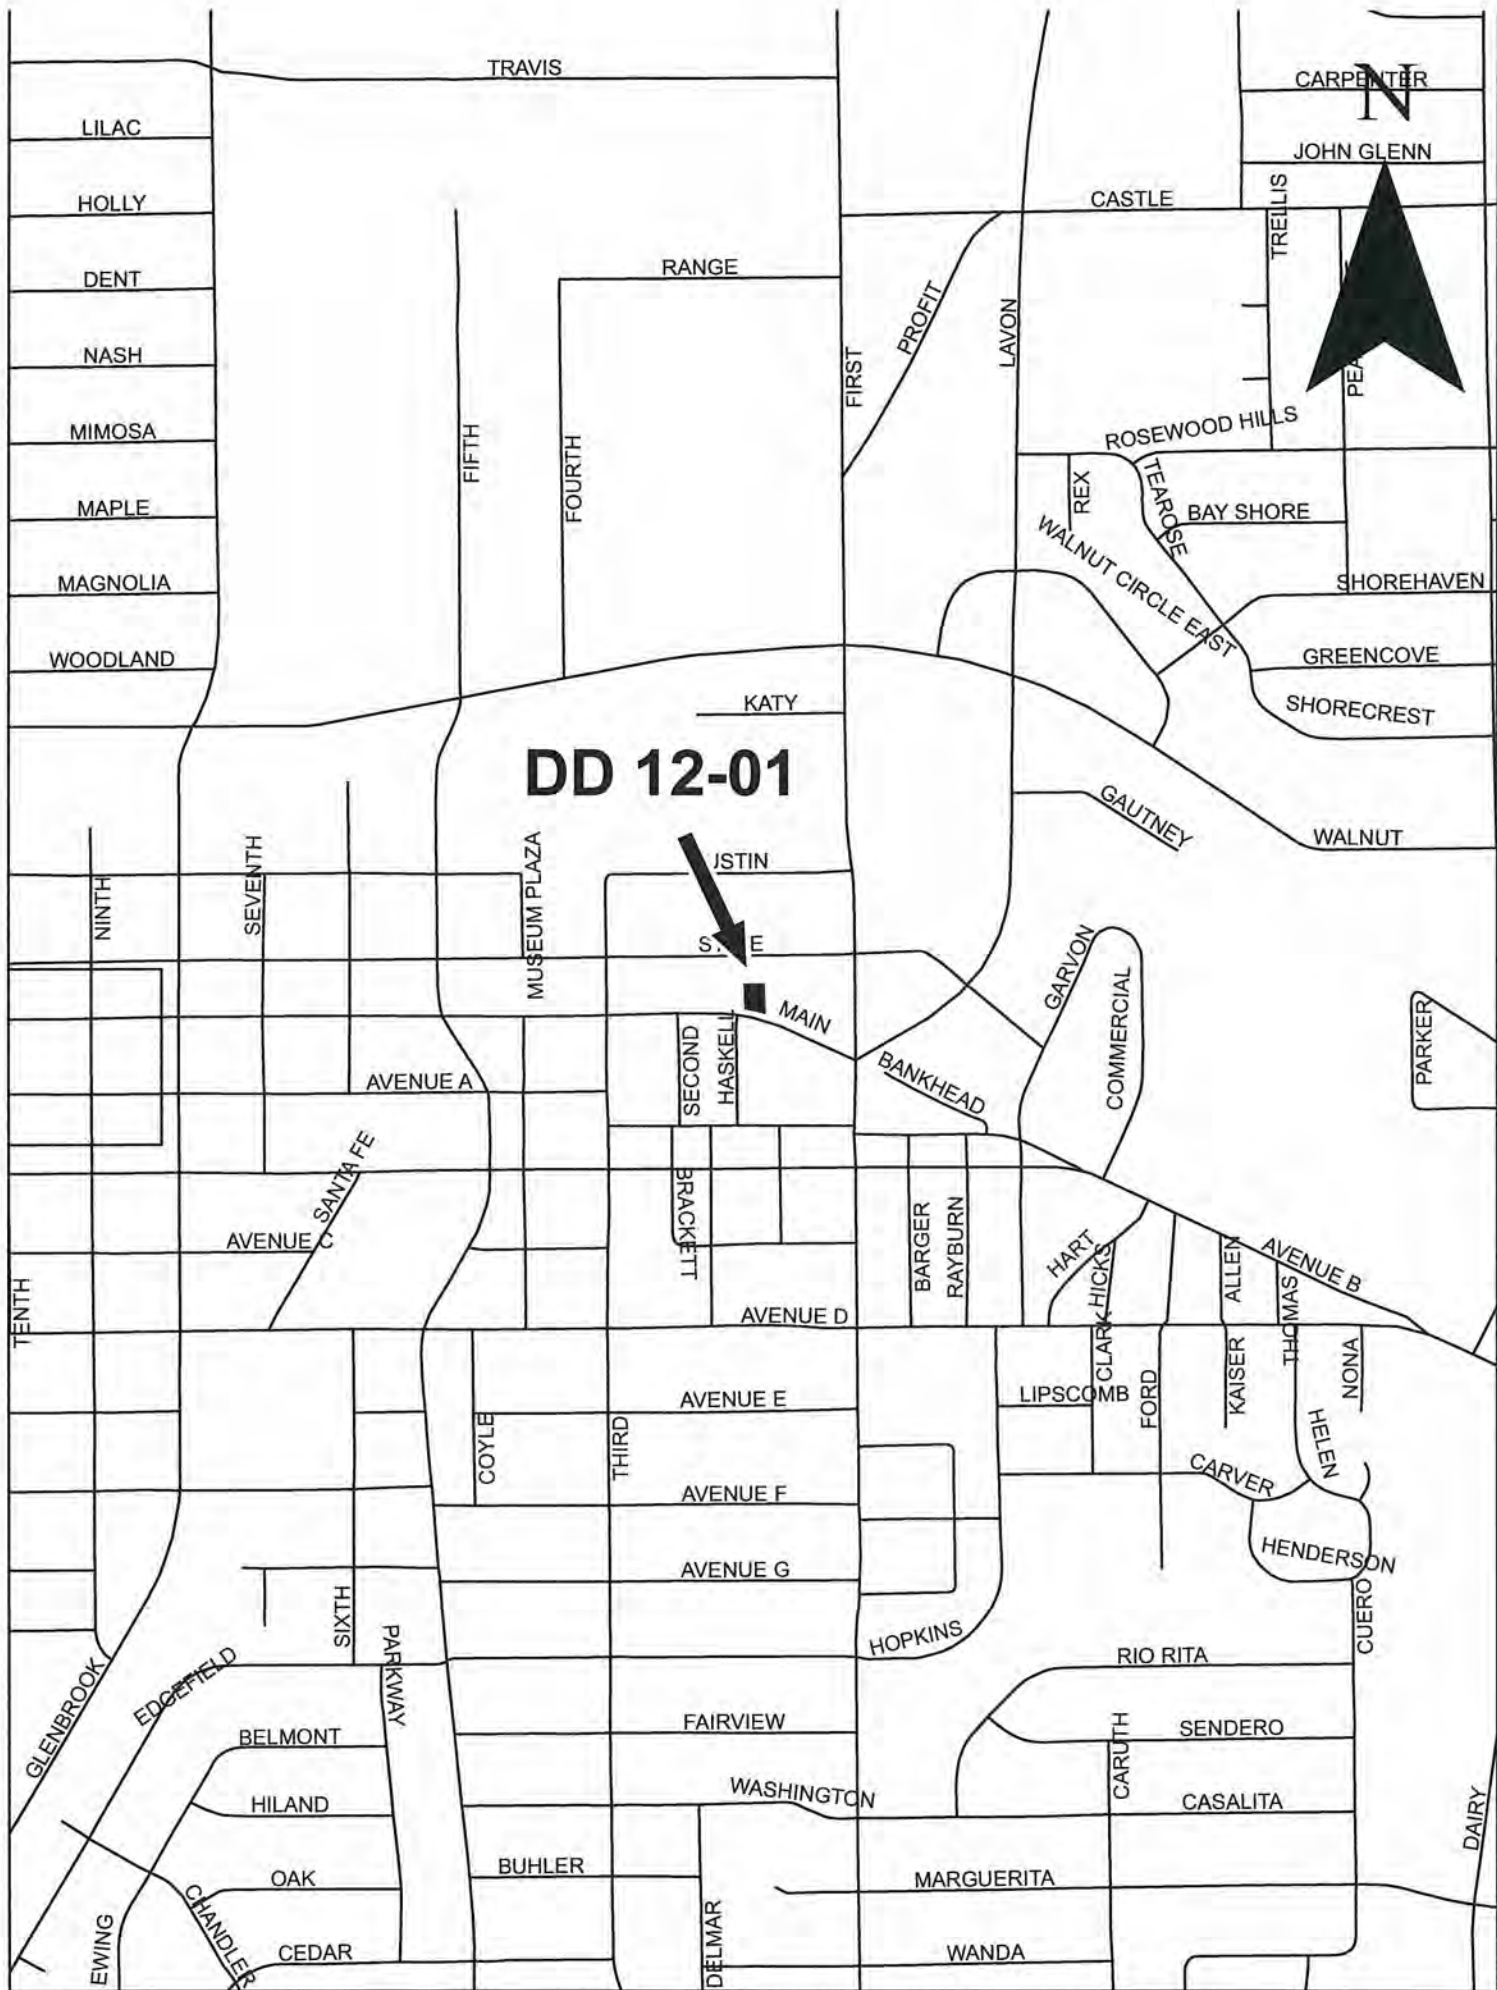 TRAVIS
CARPENTER
N
LILAC
JOHN GLENN
HOLLY
CASTLE
TRELLIS
RANGE
DENT
PROFIT
LAVON
NASH
FIRST
MIMOSA
ROSEWOOD HILLS
FIFTH
FOURTH
REX
TEAROSE
MAPLE
BAY SHORE
WALNUT CIRCLE EAST
MAGNOLIA
SHOREHAVEN
WOODLAND
GREENCOVE
KATY
SHORECREST
DD 12-01
GAUTNEY
WALNUT
MUSEUM PLAZA
SEVENTH
NINTH
MAIN
GARVON
COMMERCIAL
SECOND
HASKELL
BANKHEAD
PARKER
AVENUE A
SANTA FE
BRACKETT
BARGER
RAYBURN
AVENUE C
HART
HICKS
CLARK
ALLEN
AVENUE B
TENTH
AVENUE D
THOMAS
KAISER
NONA
AVENUE E
LIPSCOMB
FORD
COYLE
THIRD
HELEN
CARVER
AVENUE F
HENDERSON
AVENUE G
CUERO
SIXTH
HOPKINS
PARKWAY
RIO RITA
EDGEFIELD
GLENBROOK
FAIRVIEW
SENDERO
BELMONT
CARUTH
WASHINGTON
HILAND
CASALITA
DAIRY
BUHLER
OAK
MARGUERITA
CHANDLER
DELMAR
EWING
CEDAR
WANDA